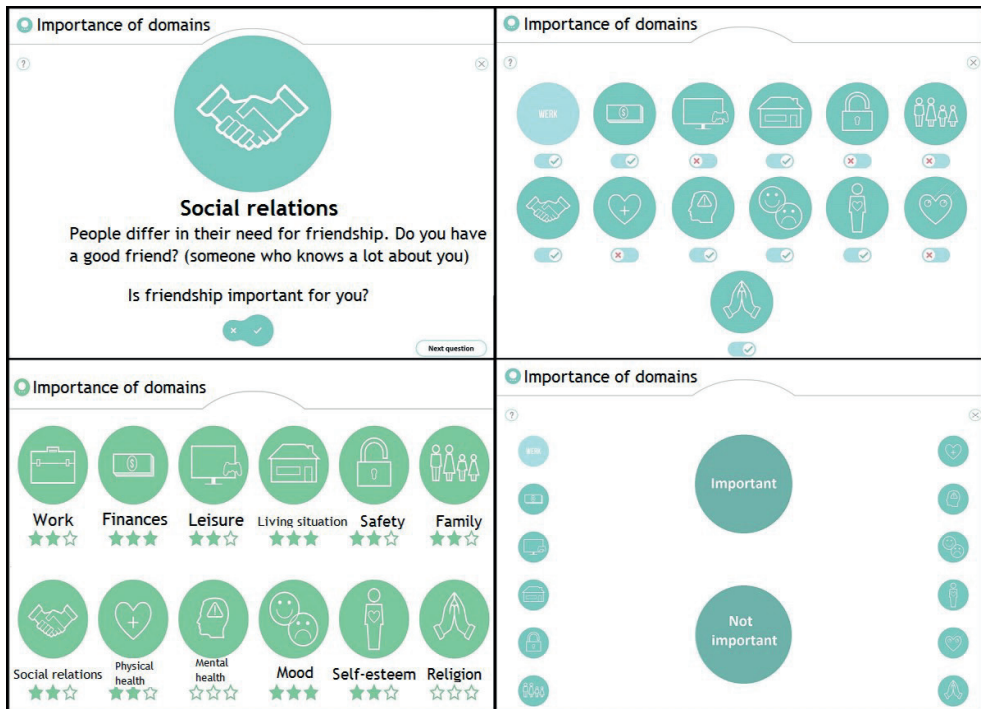 Importance of domains
?
Social relations
People differ in their need for friendship. Do you have
a good friend? (someone who knows a lot about you)
Is friendship important for you?
Next question
Importance of domains
?
WERK
$
Importance of domains
$
Work
Finances
Leisure
Living situation
Safety
Family
Social relations
Physical
health
Mental
health
Mood
Self-esteem
Religion
Importance of domains
?
WERK
Important
Not
important